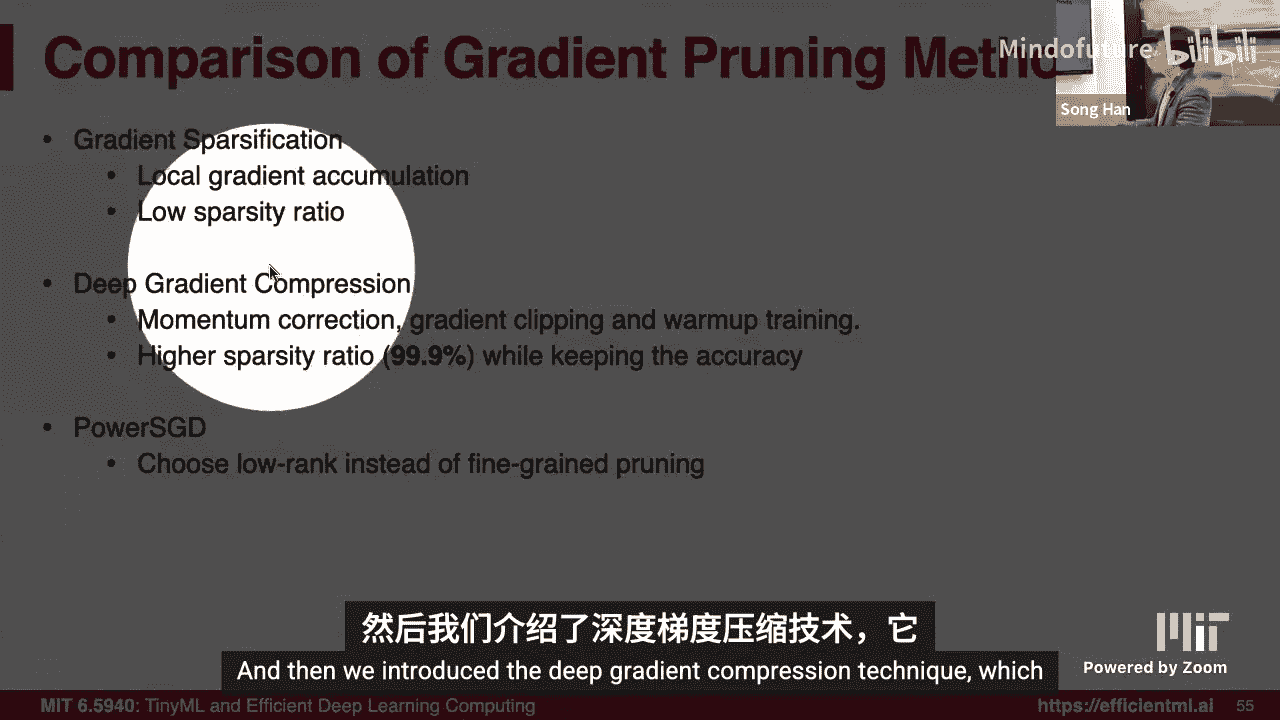 Comparison of Gradient Pruning Metho
Mindofuture bilibili
Song Han
• Gradient Sparsification
• Local gradient accumulation
• Low sparsity ratio
• Deep Gradient Compression
• Momentum correction, gradient clipping and warmup training.
• Higher sparsity ratio (99.9%) while keeping the accuracy
• PowerSGD
• Choose low-rank instead of fine-grained pruning
然后我们介绍了深度梯度压缩技术，它
And then we introduced the deep gradient compression technique, which
MIT
Powered by Zoom
MIT 6.5940: TinyML and Efficient Deep Learning Computing
https://efficientml.ai
55